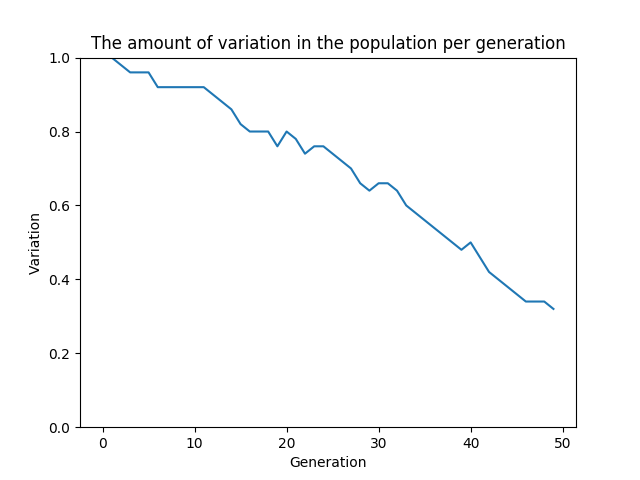 The amount of variation in the population per generation
1.0
0.8
0.6
0.4
0.2
0.0
Variation
0 10 20 30 40 50
Generation